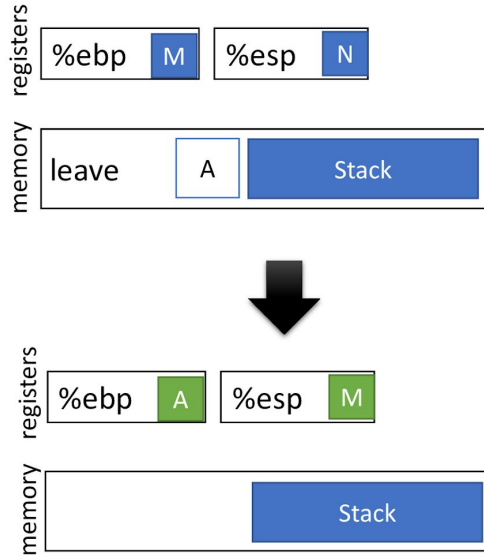 registers
%ebp M %esp N
memory
leave A Stack
registers
%ebp A %esp M
memory
Stack